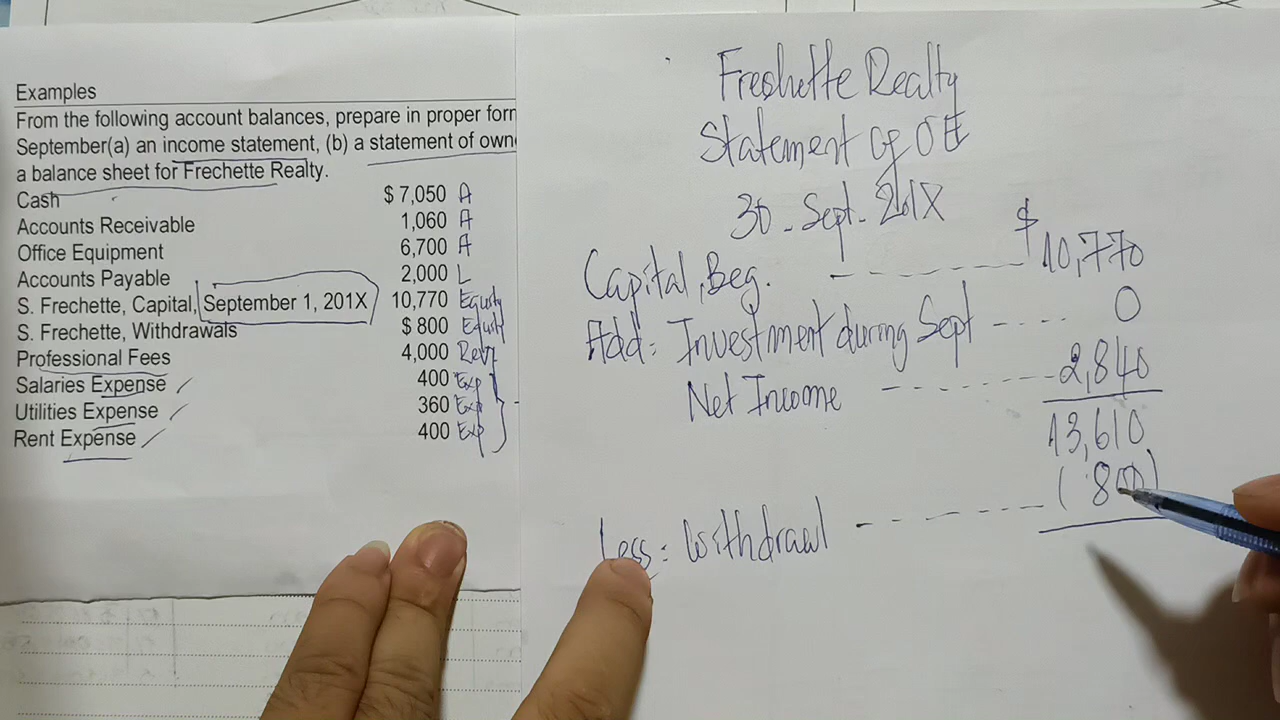 Examples
From the following account balances, prepare in proper form
September(a) an income statement, (b) a statement of own
a balance sheet for Frechette Realty.
Cash $ 7,050 A
Accounts Receivable 1,060 A
Office Equipment 6,700 A
Accounts Payable 2,000 L
S. Frechette, Capital, September 1, 201X 10,770 Equity
S. Frechette, Withdrawals $ 800 Equity
Professional Fees 4,000 Rev
Salaries Expense 400 Exp
Utilities Expense 360 Exp
Rent Expense 400 Exp
Freshette Realty
Statement of OE
30 - Sept - 201X
$
Capital, Beg. 10,770
Add: Investment during Sept 0
Net Income 2,840
13,610
Less: Withdrawl (800)